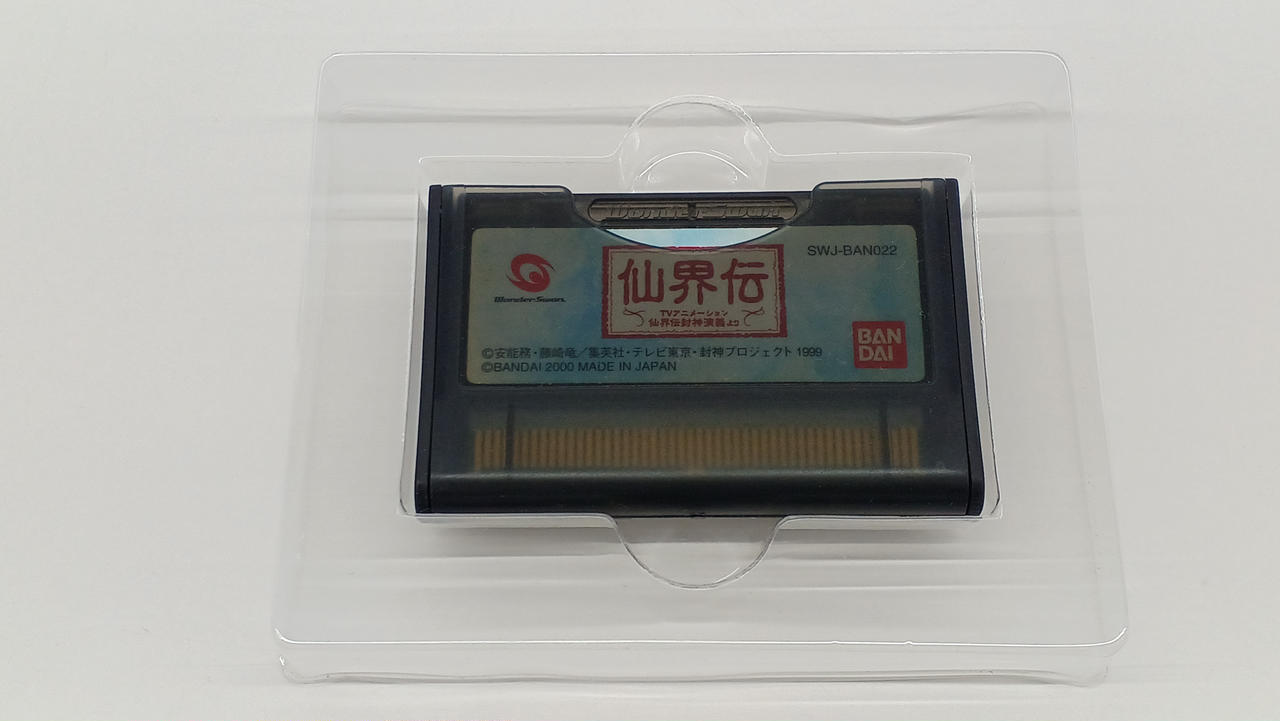 WonderSwan
SWJ-BAN022
WonderSwan
仙界伝
TVアニメーション
仙界伝封神演義より
BAN
DAI
©安能務・藤崎竜／集英社・テレビ東京・封神プロジェクト 1999
©BANDAI 2000 MADE IN JAPAN